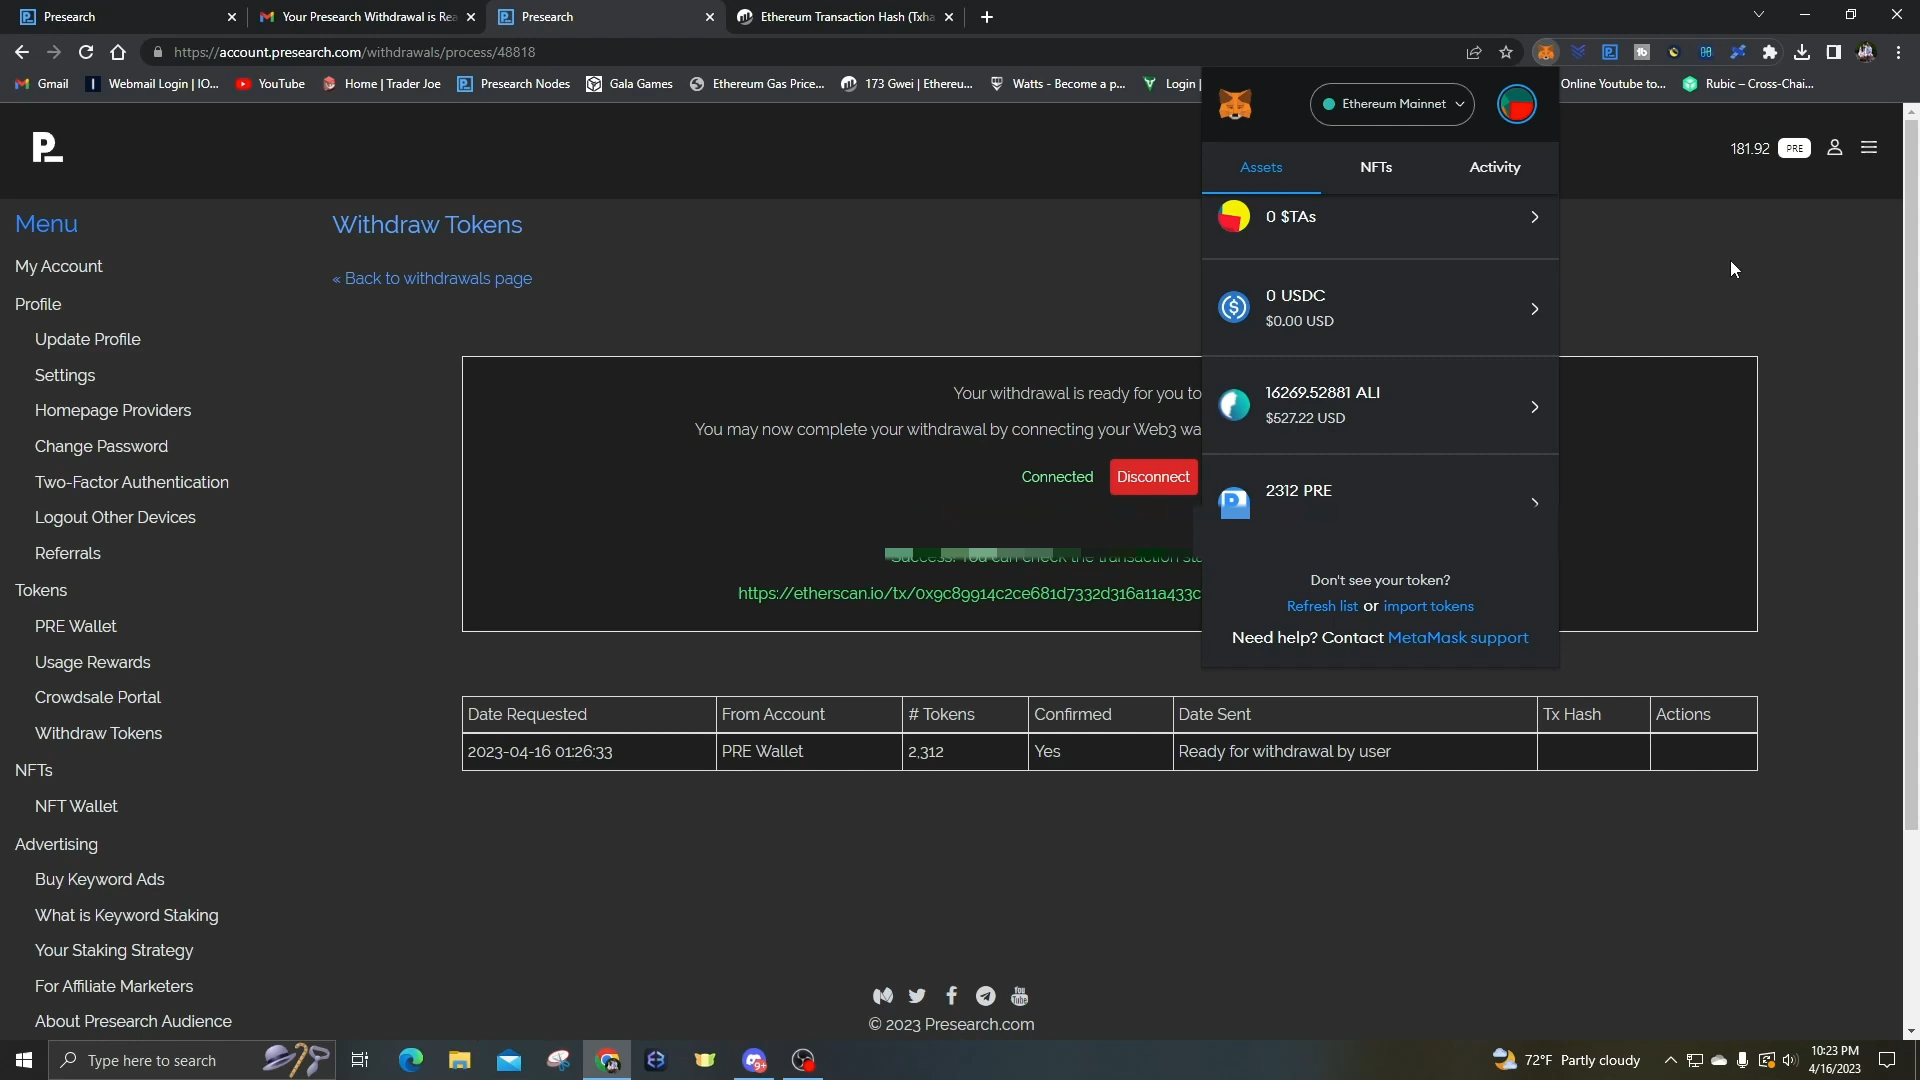 Presearch
Your Presearch Withdrawal is Re
Presearch
Ethereum Transaction Hash (Txha
https://account.presearch.com/withdrawals/process/48818
Gmail
Webmail Login | IO...
YouTube
Home | Trader Joe
Presearch Nodes
Gala Games
Ethereum Gas Price...
173 Gwei | Ethereu...
Watts - Become a p...
Login |
Online Youtube to...
Rubic – Cross-Chai...
Ethereum Mainnet
181.92 PRE
Assets
NFTs
Activity
0 $TAs
0 USDC
$0.00 USD
16269.52881 ALI
$527.22 USD
2312 PRE
Don't see your token?
Refresh list or import tokens
Need help? Contact MetaMask support
Menu
My Account
Profile
Update Profile
Settings
Homepage Providers
Change Password
Two-Factor Authentication
Logout Other Devices
Referrals
Tokens
PRE Wallet
Usage Rewards
Crowdsale Portal
Withdraw Tokens
NFTs
NFT Wallet
Advertising
Buy Keyword Ads
What is Keyword Staking
Your Staking Strategy
For Affiliate Marketers
About Presearch Audience
Withdraw Tokens
« Back to withdrawals page
Your withdrawal is ready for you to
You may now complete your withdrawal by connecting your Web3 wa
Connected
Disconnect
Success! You can check the transaction sta
https://etherscan.io/tx/0x9c89914c2ce681d7332d316a11a433c
Date Requested From Account # Tokens Confirmed Date Sent Tx Hash Actions
2023-04-16 01:26:33 PRE Wallet 2,312 Yes Ready for withdrawal by user
© 2023 Presearch.com
Type here to search
72°F Partly cloudy
10:23 PM
4/16/2023